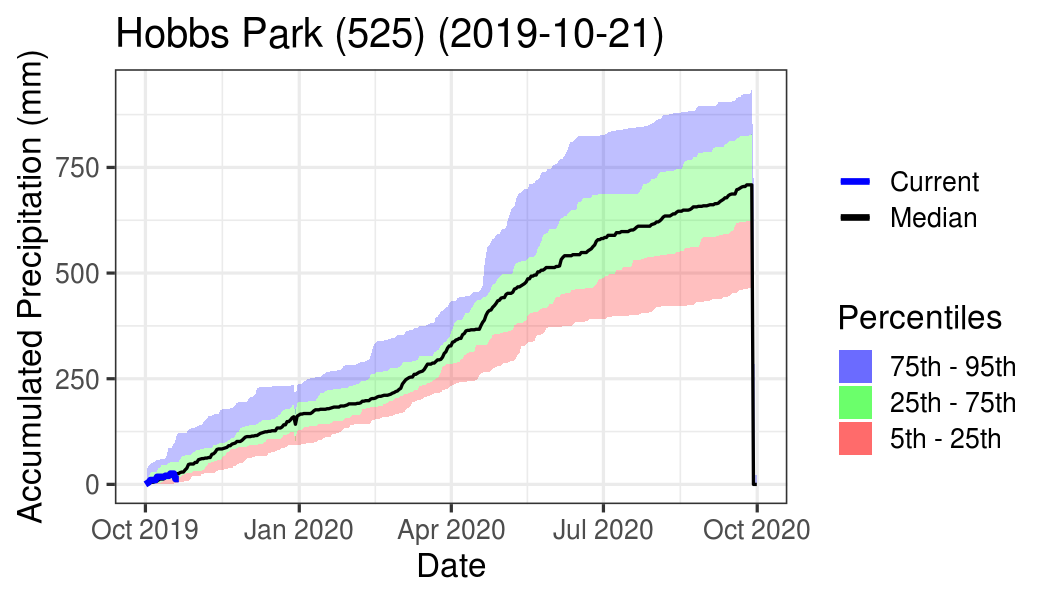 Hobbs Park (525) (2019-10-21)
Accumulated Precipitation (mm)
750
500
250
0
Oct 2019
Jan 2020
Apr 2020
Jul 2020
Oct 2020
Date
Current
Median
Percentiles
75th - 95th
25th - 75th
5th - 25th